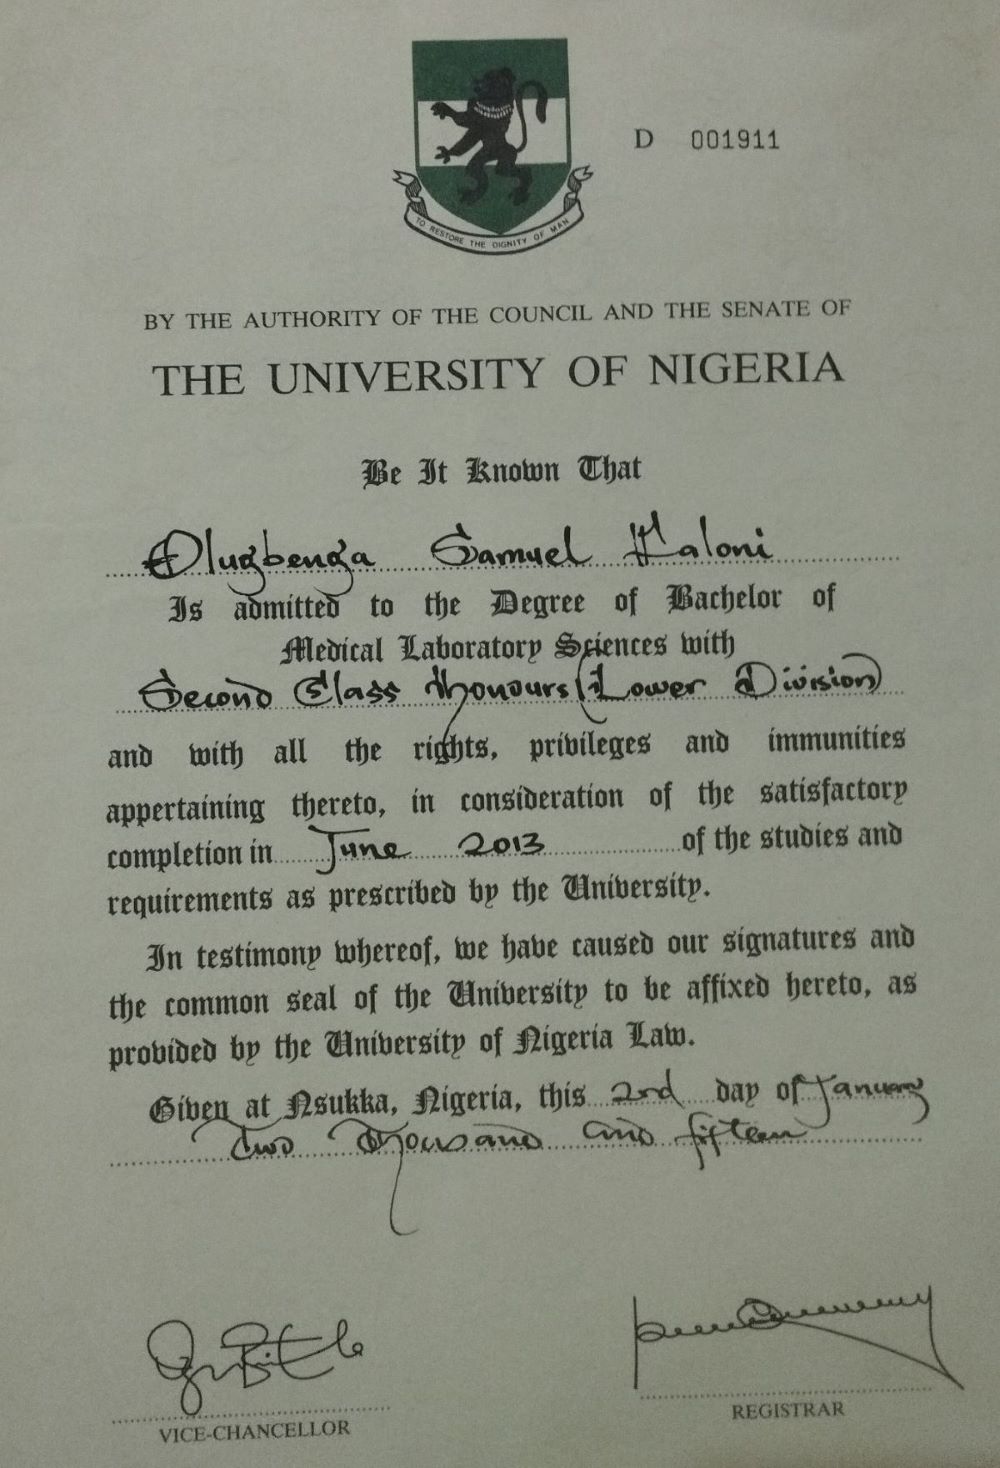 D 001911
TO RESTORE THE DIGNITY OF MAN
BY THE AUTHORITY OF THE COUNCIL AND THE SENATE OF
THE UNIVERSITY OF NIGERIA
Be It Known That
Olugbenga Samuel
Is admitted to the Degree of Bachelor of
Medical Laboratory Sciences with
Second Class Honours (Lower Division)
and with all the rights, privileges and immunities
appertaining thereto, in consideration of the satisfactory
completion in June 2013 of the studies and
requirements as prescribed by the University.
In testimony whereof, we have caused our signatures and
the common seal of the University to be affixed hereto, as
provided by the University of Nigeria Law.
Given at Nsukka, Nigeria, this 2nd day of January
Two Thousand and fifteen
VICE-CHANCELLOR
REGISTRAR